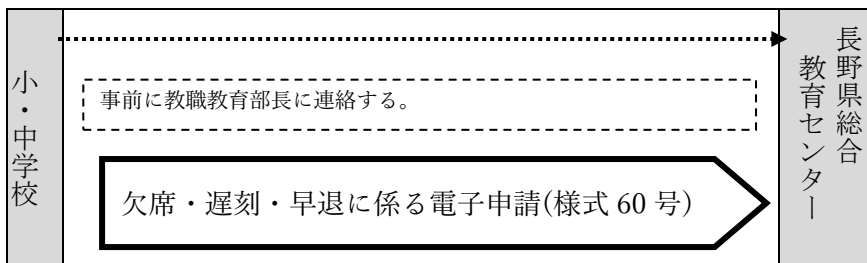 小・中学校
事前に教職教育部長に連絡する。
欠席・遅刻・早退に係る電子申請(様式 60 号)
長野県総合
教育センター